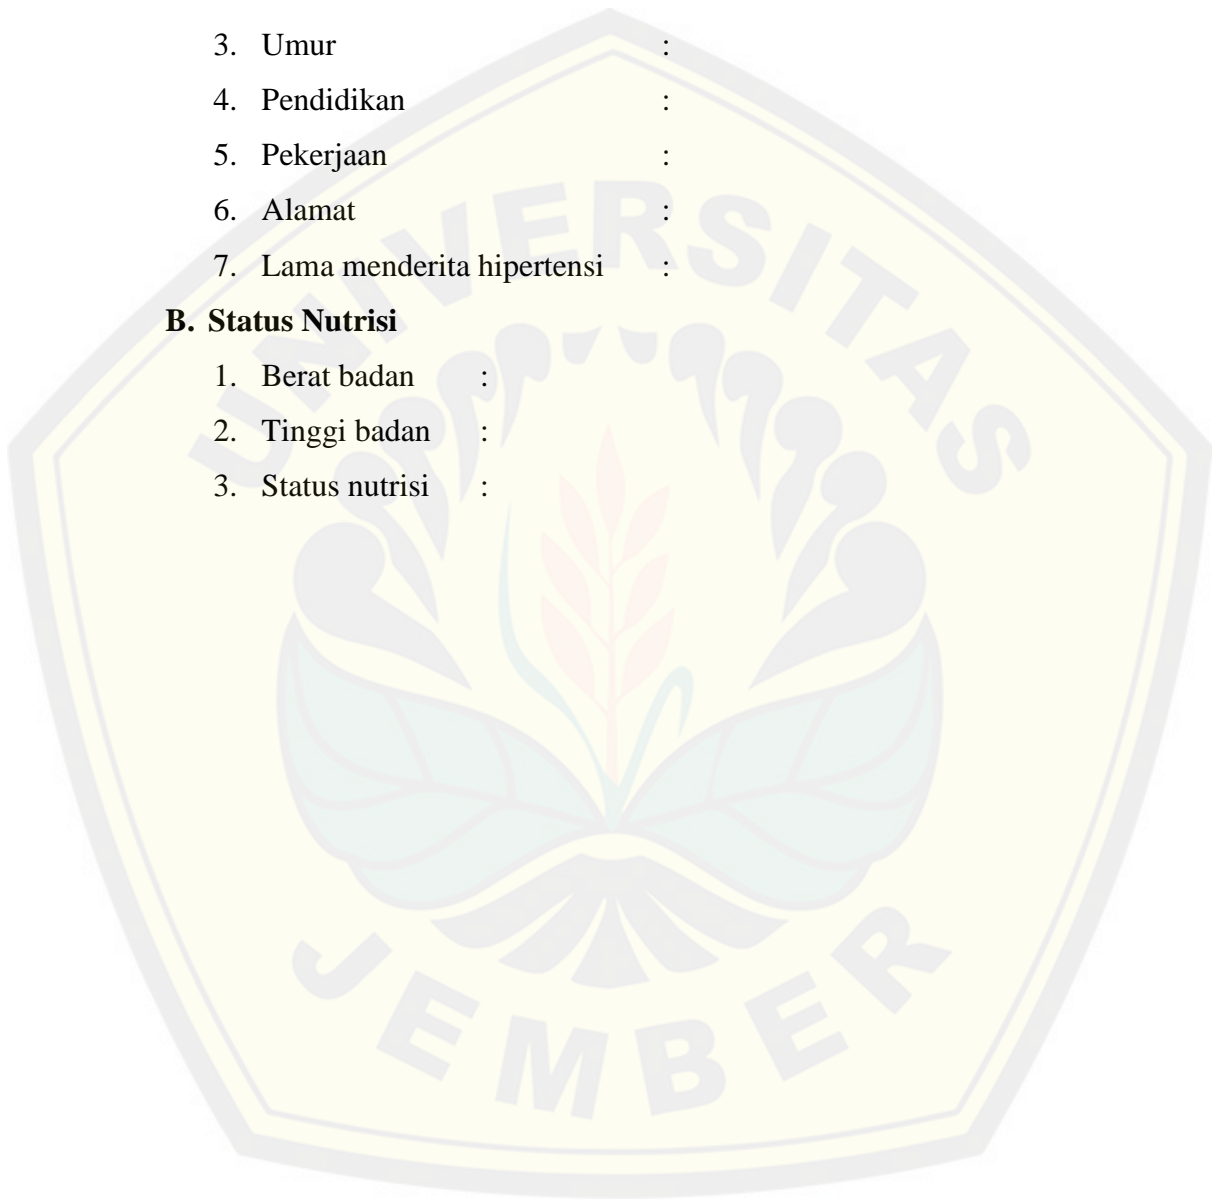 3. Umur :
4. Pendidikan :
5. Pekerjaan :
6. Alamat :
7. Lama menderita hipertensi :
B. Status Nutrisi
1. Berat badan :
2. Tinggi badan :
3. Status nutrisi :
UNIVERSITAS
JEMBER